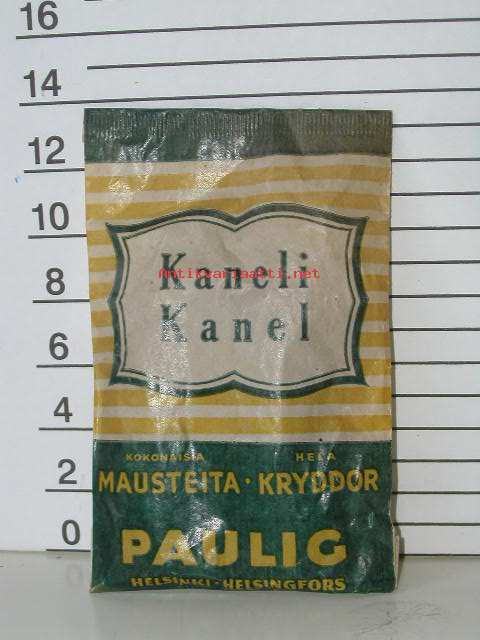 16
14
12
10
8
6
4
2
0
Kaneli
Antikvariaatti.net
Kanel
KOKONAISIA HELA
MAUSTEITA · KRYDDOR
PAULIG
HELSINKI · HELSINGFORS